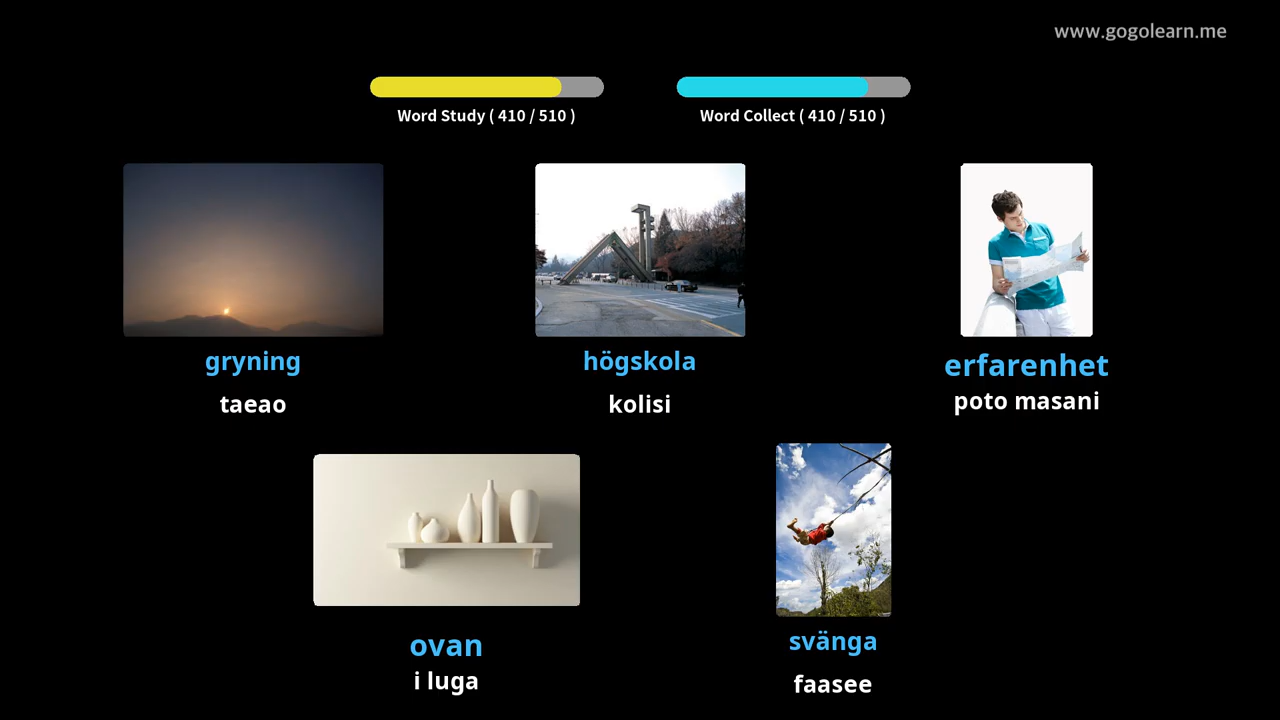 www.gogolearn.me
Word Study ( 410 / 510 )
Word Collect ( 410 / 510 )
gryning
taeao
högskola
kolisi
erfarenhet
poto masani
ovan
i luga
svänga
faasee